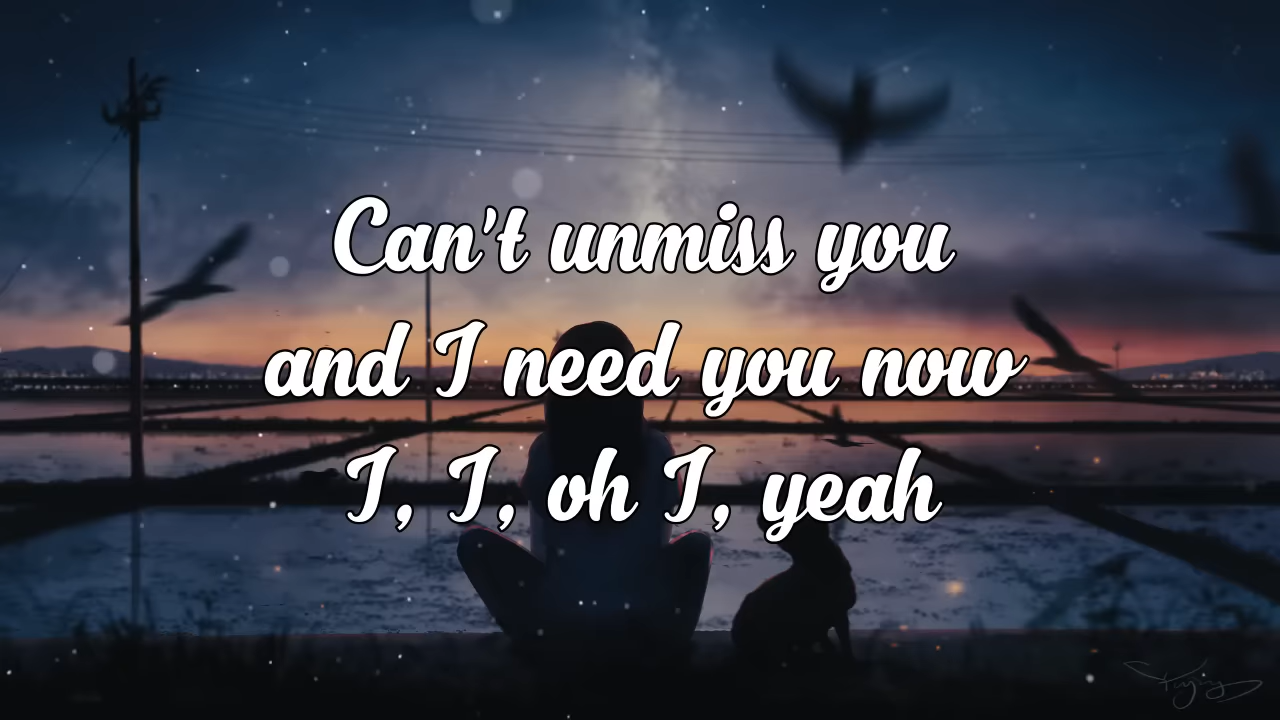 Can't unmiss you
and I need you now
I, I, oh I, yeah